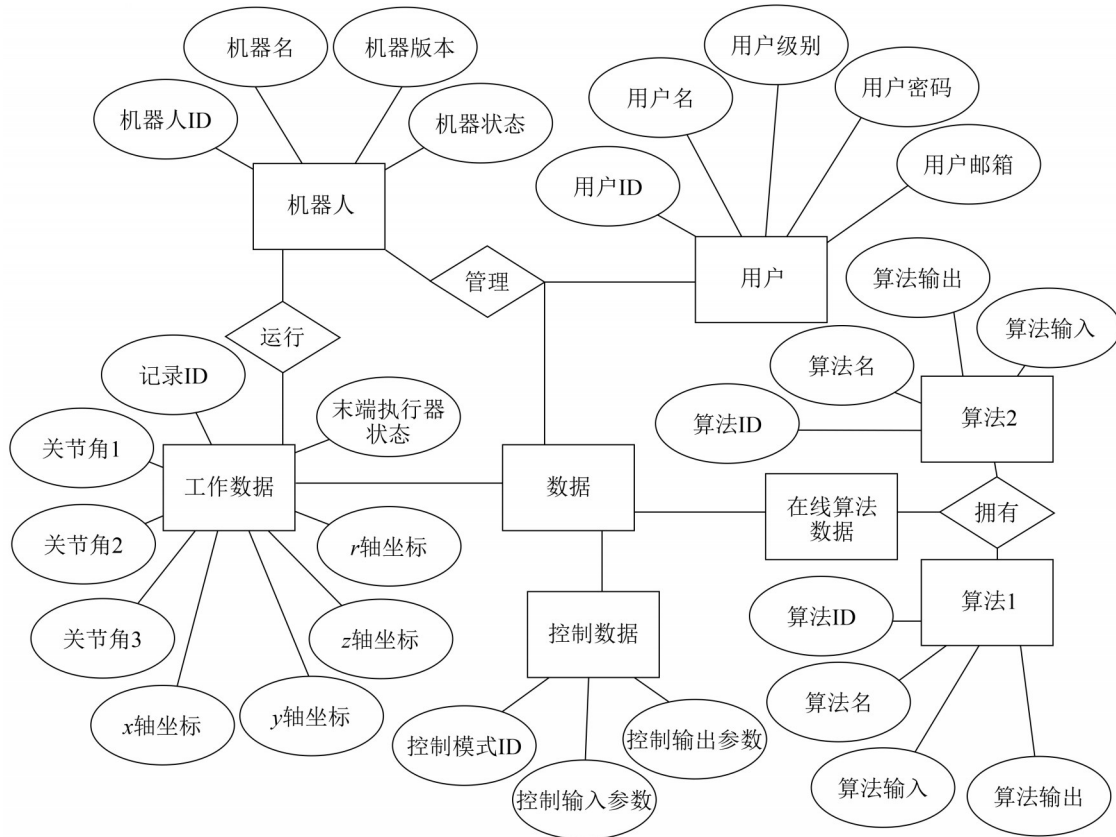 机器名
机器版本
机器人ID
机器状态
机器人
用户级别
用户名
用户密码
用户ID
用户邮箱
用户
管理
运行
算法输出
算法输入
算法名
算法ID
算法2
记录ID
末端执行器
状态
关节角1
工作数据
数据
在线算法
数据
拥有
关节角2
r轴坐标
关节角3
z轴坐标
x轴坐标
y轴坐标
控制数据
控制模式ID
控制输入参数
控制输出参数
算法1
算法ID
算法名
算法输入
算法输出